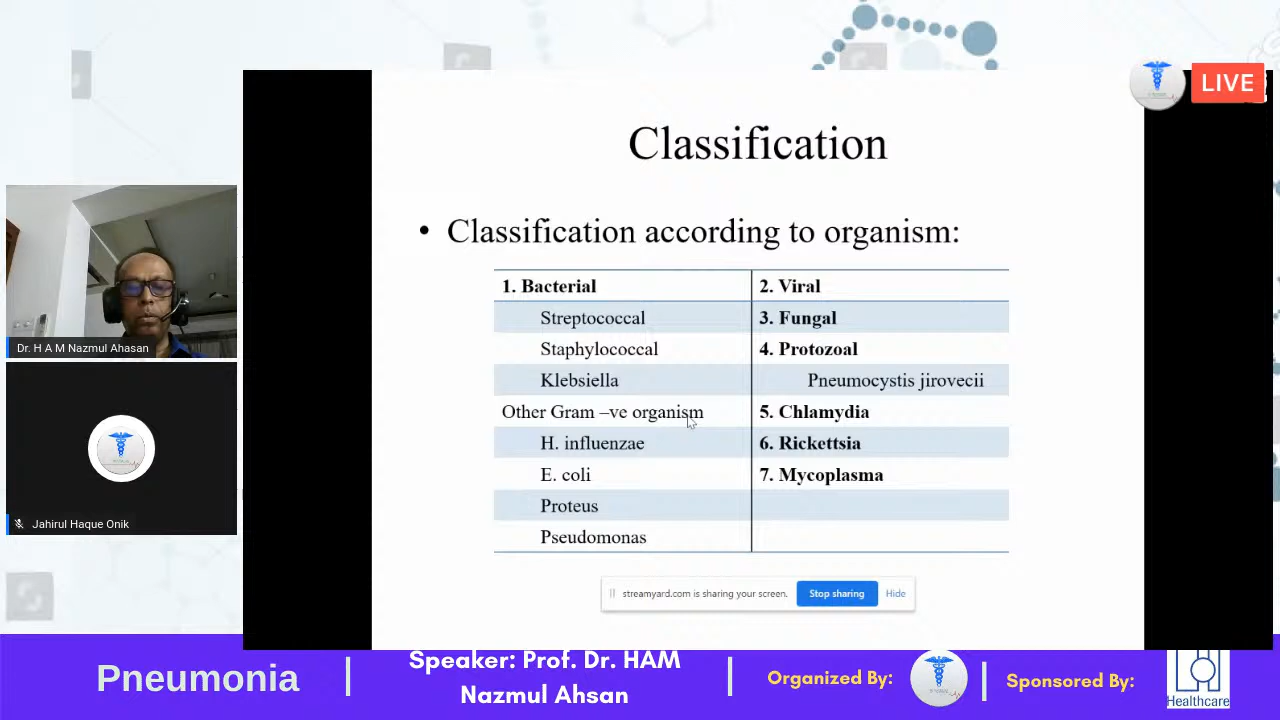 LIVE
Classification
• Classification according to organism:
1. Bacterial
2. Viral
Streptococcal
3. Fungal
Staphylococcal
4. Protozoal
Klebsiella
Pneumocystis jirovecii
Other Gram –ve organism
5. Chlamydia
H. influenzae
6. Rickettsia
E. coli
7. Mycoplasma
Proteus
Pseudomonas
streamyard.com is sharing your screen.
Stop sharing
Hide
Dr. H A M Nazmul Ahasan
Jahirul Haque Onik
Pneumonia
Speaker: Prof. Dr. HAM
Nazmul Ahsan
Organized By:
Sponsored By:
Healthcare